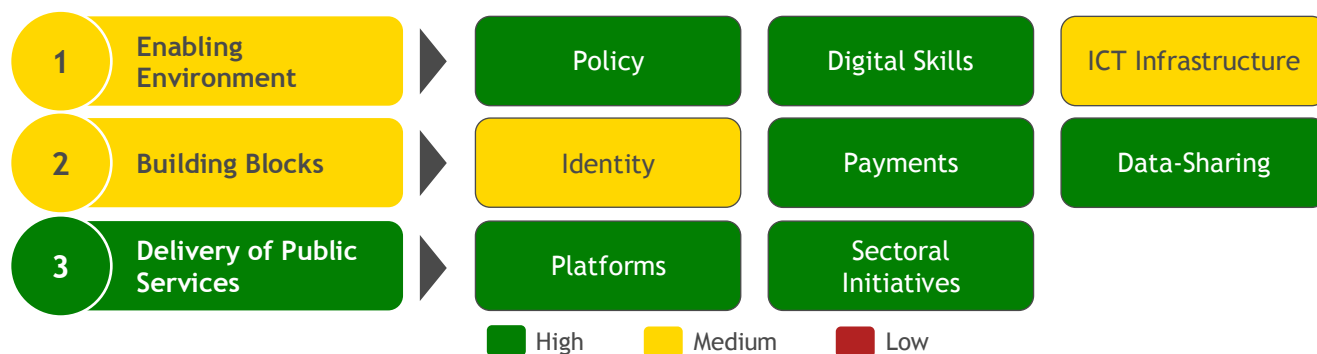 1
Enabling
Environment
Policy
Digital Skills
ICT Infrastructure
2
Building Blocks
Identity
Payments
Data-Sharing
3
Delivery of Public
Services
Platforms
Sectoral
Initiatives
High
Medium
Low